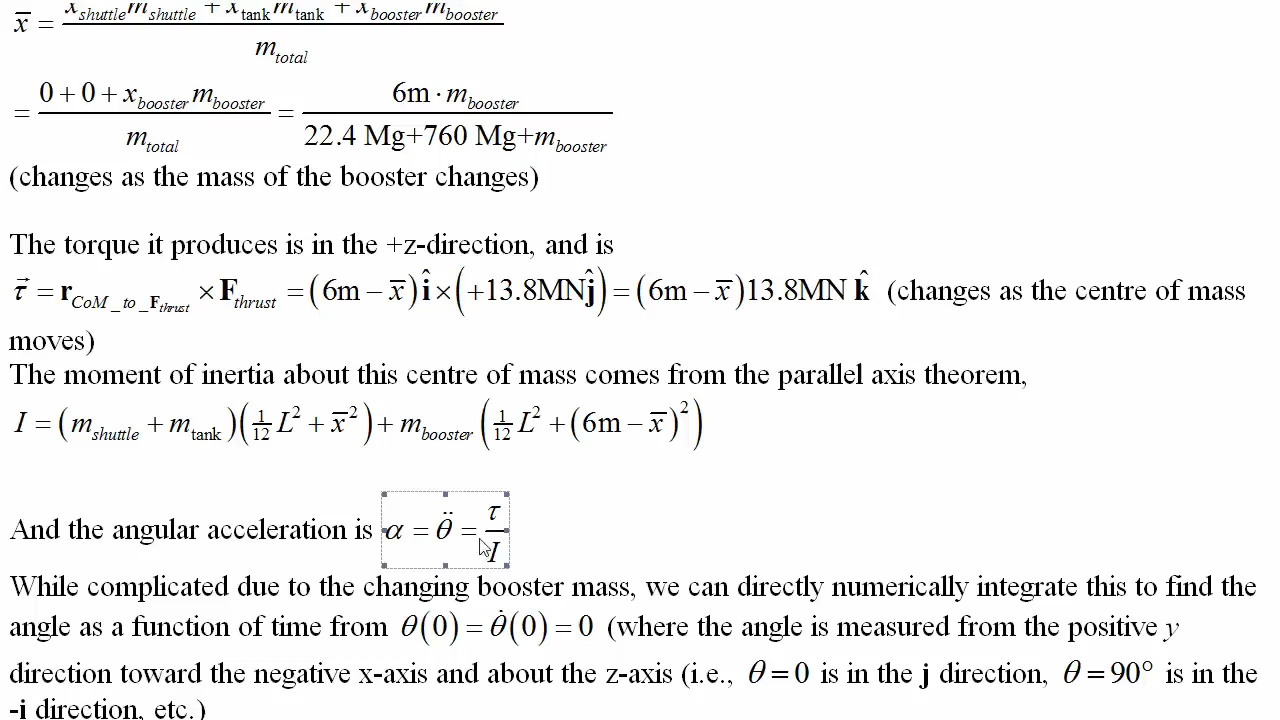 x̄ = (x_shuttle m_shuttle + x_tank m_tank + x_booster m_booster) / m_total
= (0 + 0 + x_booster m_booster) / m_total = (6m · m_booster) / (22.4 Mg+760 Mg+m_booster)
(changes as the mass of the booster changes)
The torque it produces is in the +z-direction, and is
τ⃗ = r_CoM_to_F_thrust × F_thrust = (6m − x̄) î × (+13.8MN ĵ) = (6m − x̄)13.8MN k̂ (changes as the centre of mass
moves)
The moment of inertia about this centre of mass comes from the parallel axis theorem,
I = (m_shuttle + m_tank)(1/12 L² + x̄²) + m_booster (1/12 L² + (6m − x̄)²)
And the angular acceleration is α = θ̈ = τ / I
While complicated due to the changing booster mass, we can directly numerically integrate this to find the
angle as a function of time from θ(0) = θ̇(0) = 0 (where the angle is measured from the positive y
direction toward the negative x-axis and about the z-axis (i.e., θ = 0 is in the j direction, θ = 90° is in the
-i direction, etc.)